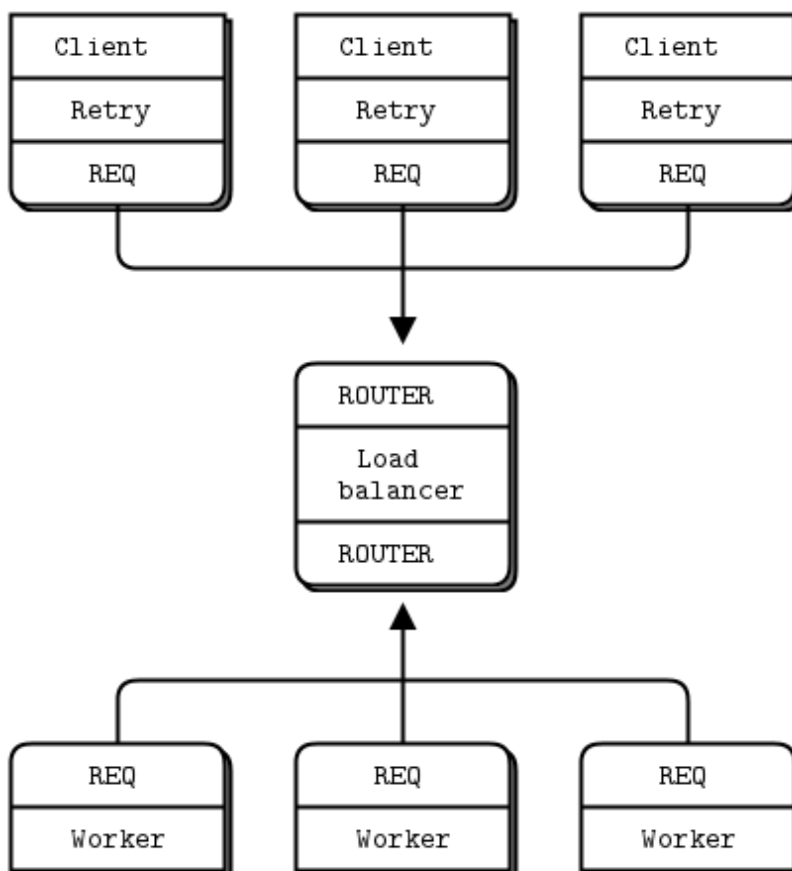 Client
Client
Client
Retry
Retry
Retry
REQ
REQ
REQ
ROUTER
Load
balancer
ROUTER
REQ
REQ
REQ
Worker
Worker
Worker